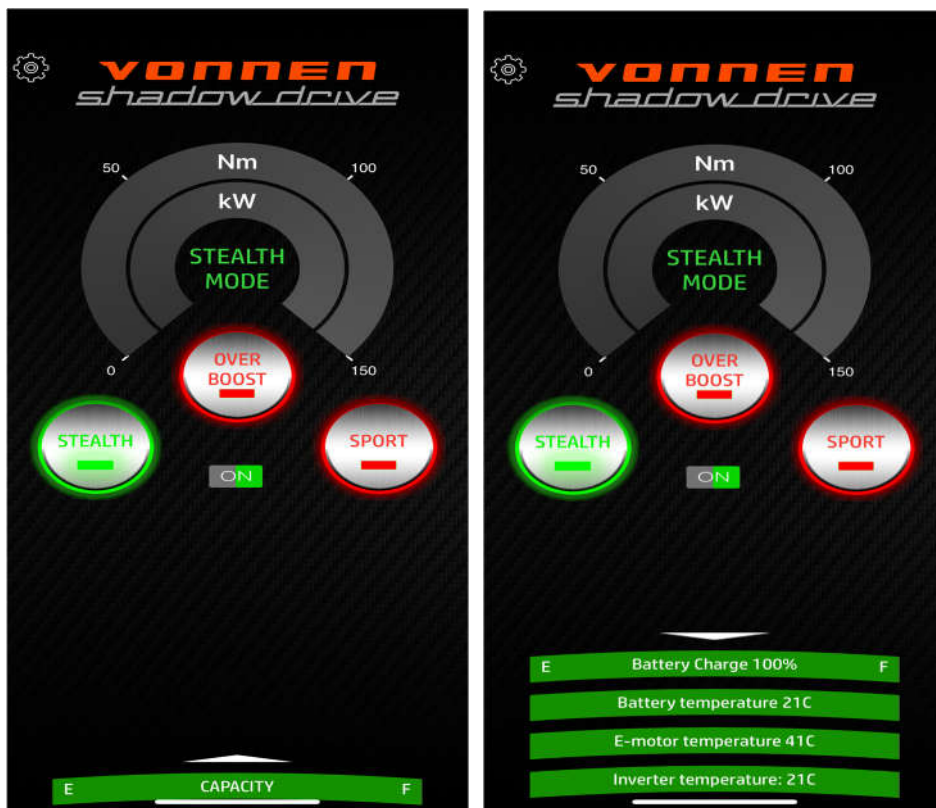 VONNEN
shadow drive
Nm
50
100
kW
STEALTH
MODE
0
150
OVER
BOOST
STEALTH
SPORT
ON
E
CAPACITY
F
VONNEN
shadow drive
Nm
50
100
kW
STEALTH
MODE
0
150
OVER
BOOST
STEALTH
SPORT
ON
E
Battery Charge 100%
F
Battery temperature 21C
E-motor temperature 41C
Inverter temperature: 21C